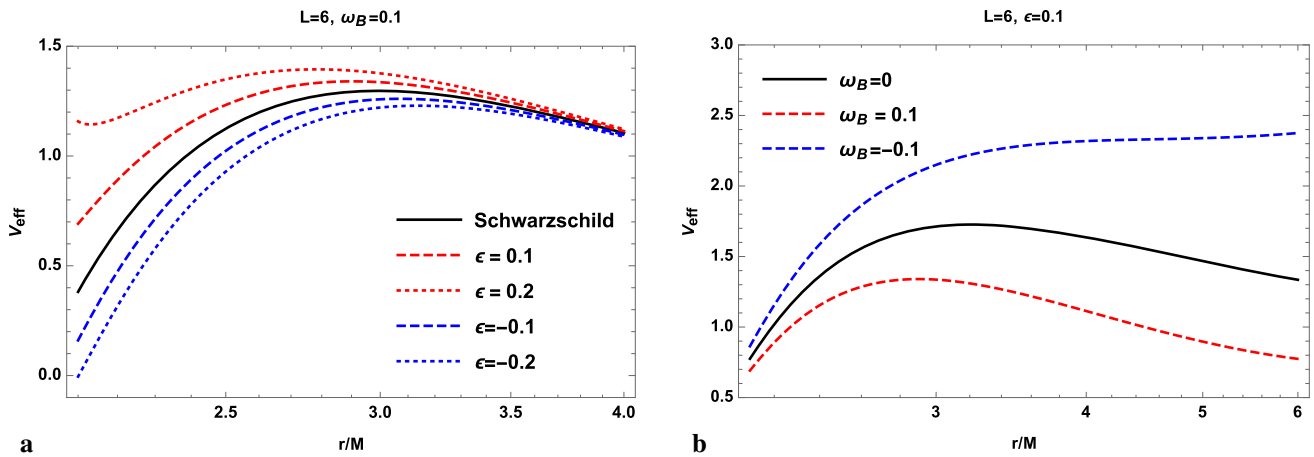 L=6, ω_B=0.1
V_eff
1.5
1.0
0.5
0.0
Schwarzschild
ϵ = 0.1
ϵ = 0.2
ϵ=−0.1
ϵ=−0.2
2.5 3.0 3.5 4.0
r/M
a
L=6, ϵ=0.1
V_eff
3.0
2.5
2.0
1.5
1.0
0.5
ω_B=0
ω_B = 0.1
ω_B=−0.1
3 4 5 6
r/M
b